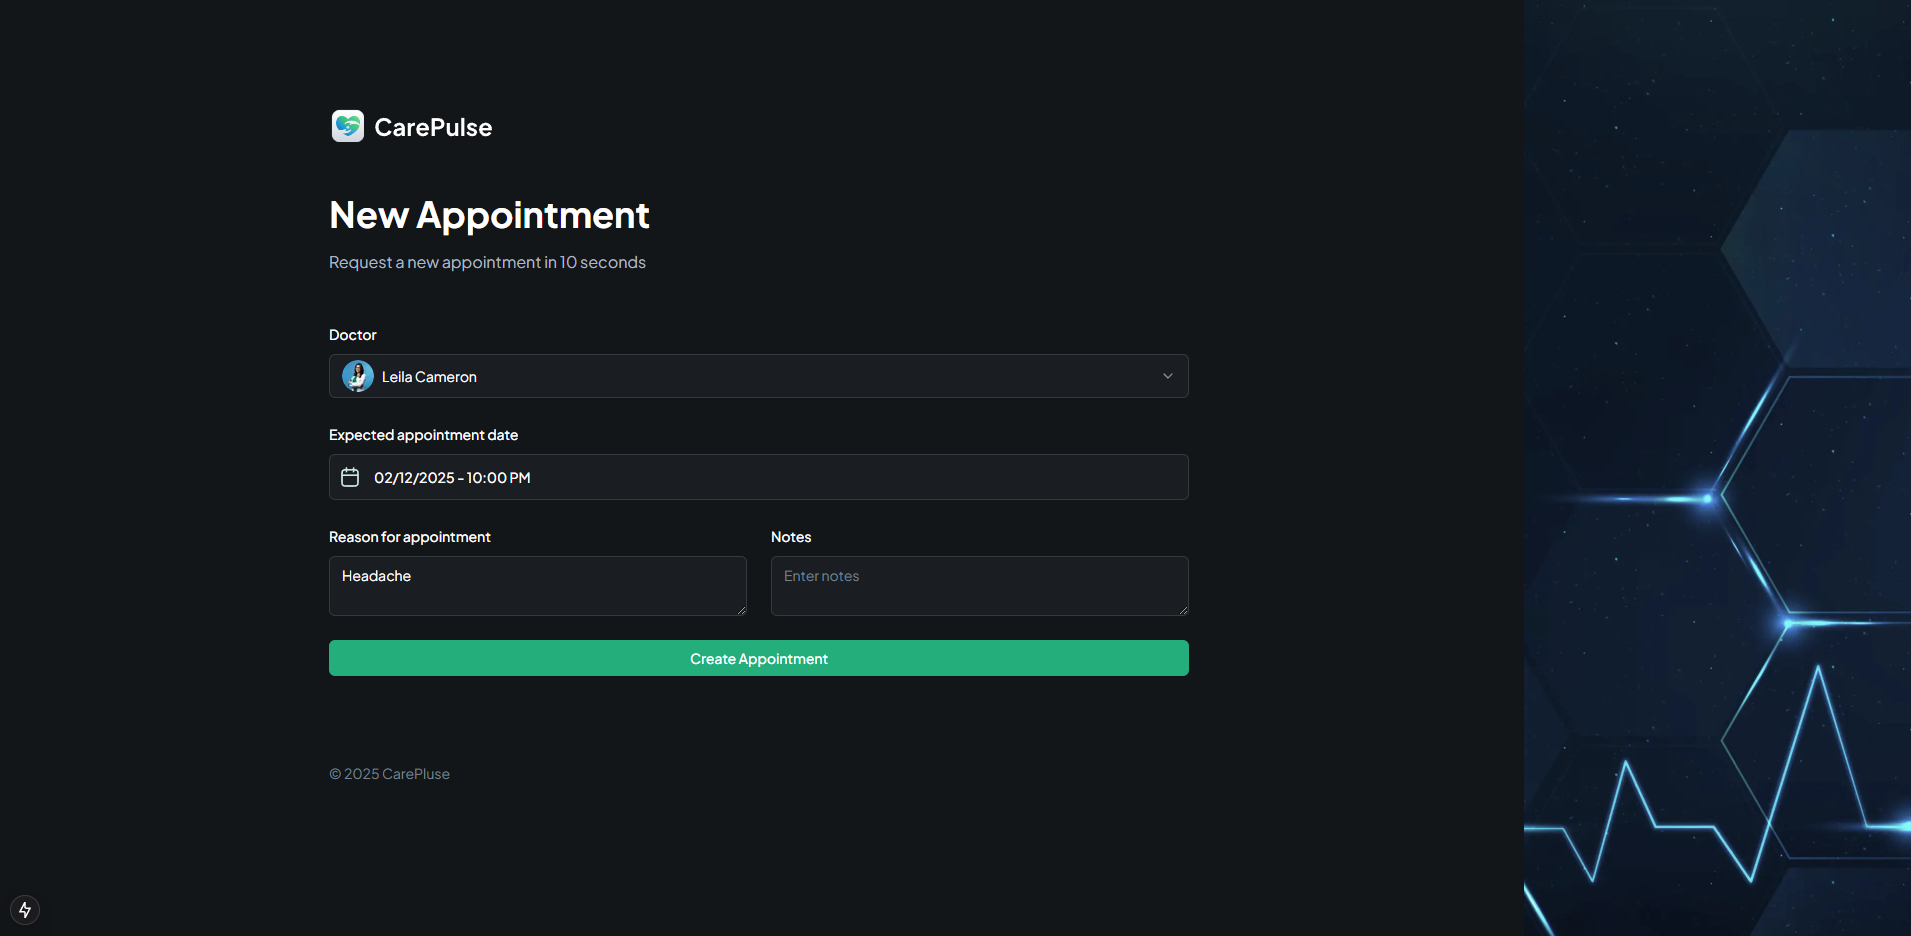 CarePulse
New Appointment
Request a new appointment in 10 seconds
Doctor
Leila Cameron
Expected appointment date
02/12/2025 - 10:00 PM
Reason for appointment
Headache
Notes
Enter notes
Create Appointment
© 2025 CarePluse